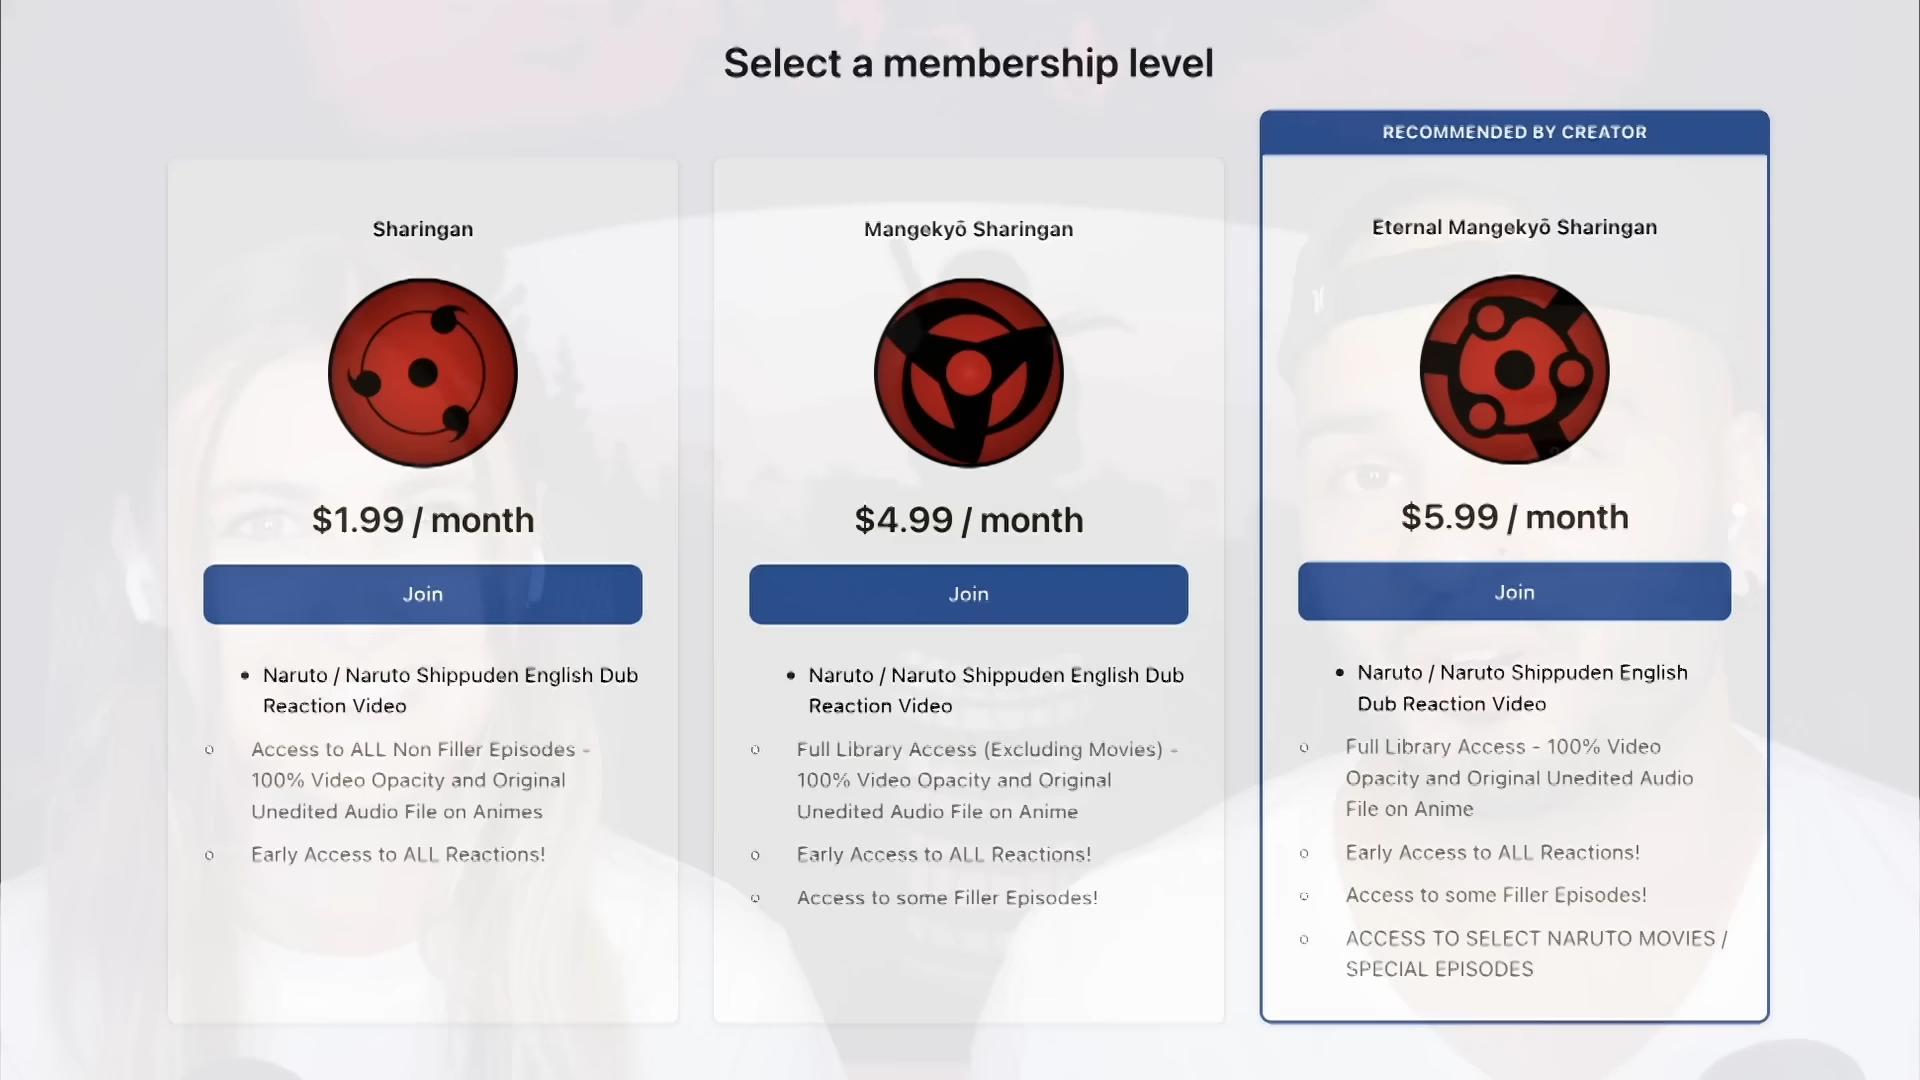 Select a membership level
RECOMMENDED BY CREATOR
Sharingan
$1.99 / month
Join
• Naruto / Naruto Shippuden English Dub
Reaction Video
○ Access to ALL Non Filler Episodes -
100% Video Opacity and Original
Unedited Audio File on Animes
○ Early Access to ALL Reactions!
Mangekyō Sharingan
$4.99 / month
Join
• Naruto / Naruto Shippuden English Dub
Reaction Video
○ Full Library Access (Excluding Movies) -
100% Video Opacity and Original
Unedited Audio File on Anime
○ Early Access to ALL Reactions!
○ Access to some Filler Episodes!
Eternal Mangekyō Sharingan
$5.99 / month
Join
• Naruto / Naruto Shippuden English
Dub Reaction Video
○ Full Library Access - 100% Video
Opacity and Original Unedited Audio
File on Anime
○ Early Access to ALL Reactions!
○ Access to some Filler Episodes!
○ ACCESS TO SELECT NARUTO MOVIES /
SPECIAL EPISODES